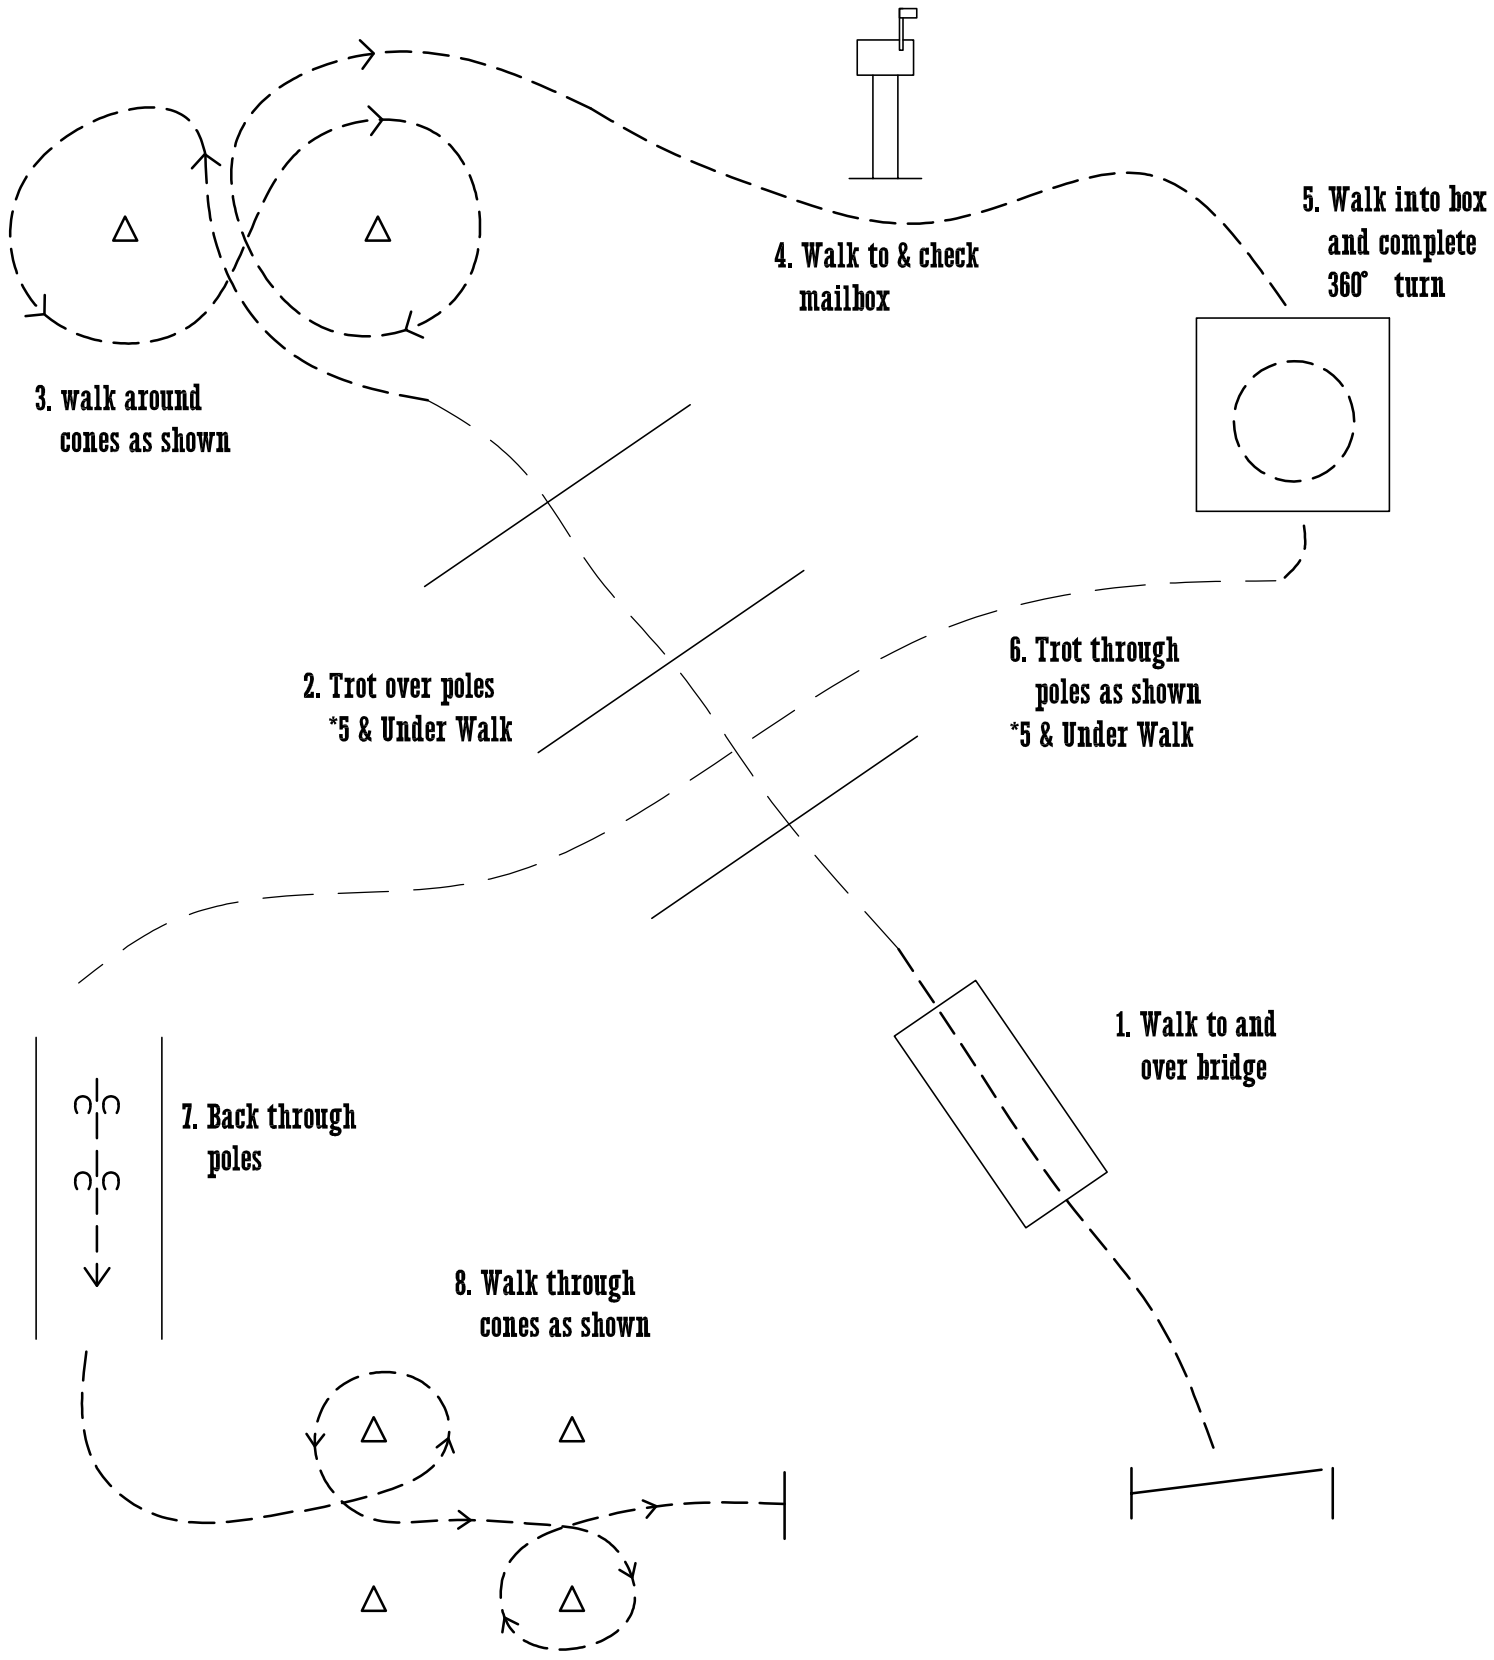 1. Walk to and
over bridge
2. Trot over poles
*5 & Under Walk
3. walk around
cones as shown
4. Walk to & check
mailbox
5. Walk into box
and complete
360° turn
6. Trot through
poles as shown
*5 & Under Walk
7. Back through
poles
8. Walk through
cones as shown